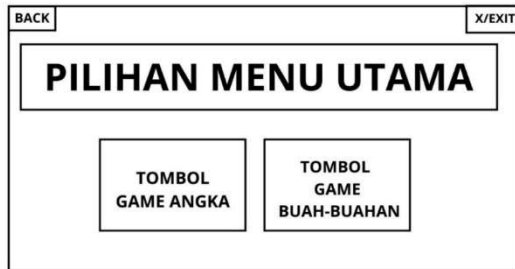 BACK
X/EXIT
PILIHAN MENU UTAMA
TOMBOL
GAME ANGKA
TOMBOL
GAME
BUAH-BUAHAN